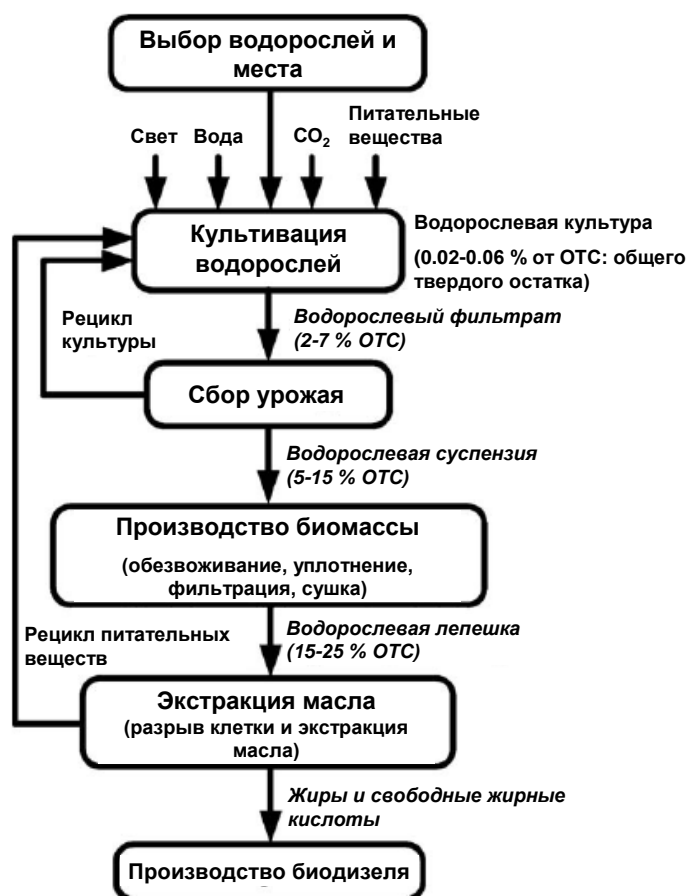 Выбор водорослей и
места
Свет
Вода
CO₂
Питательные
вещества
Культивация
водорослей
Водорослевая культура
(0.02-0.06 % от ОТС: общего
твердого остатка)
Рецикл
культуры
Водорослевый фильтрат
(2-7 % ОТС)
Сбор урожая
Водорослевая суспензия
(5-15 % ОТС)
Производство биомассы
(обезвоживание, уплотнение,
фильтрация, сушка)
Рецикл питательных
веществ
Водорослевая лепешка
(15-25 % ОТС)
Экстракция масла
(разрыв клетки и экстракция
масла)
Жиры и свободные жирные
кислоты
Производство биодизеля